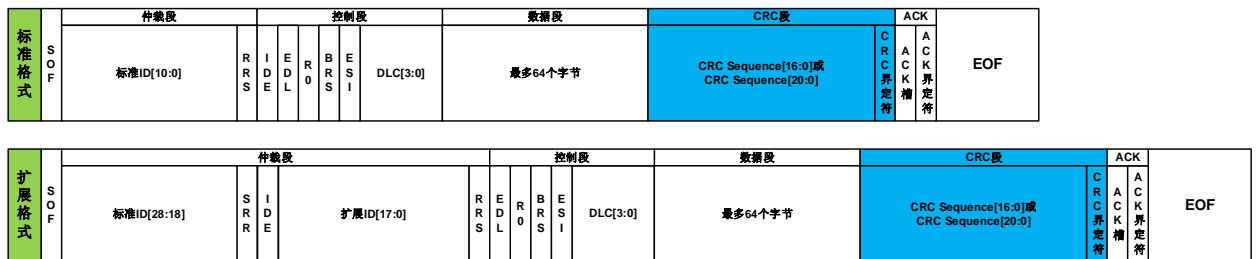 标准格式
SOF
仲裁段
标准ID[10:0]
RRS
控制段
IDE
EDL
R0
BRS
ESI
DLC[3:0]
数据段
最多64个字节
CRC段
CRC Sequence[16:0]或
CRC Sequence[20:0]
CRC界定符
ACK
ACK槽
ACK界定符
EOF
扩展格式
SOF
仲裁段
标准ID[28:18]
SRR
IDE
扩展ID[17:0]
RRS
控制段
EDL
R0
BRS
ESI
DLC[3:0]
数据段
最多64个字节
CRC段
CRC Sequence[16:0]或
CRC Sequence[20:0]
CRC界定符
ACK
ACK槽
ACK界定符
EOF